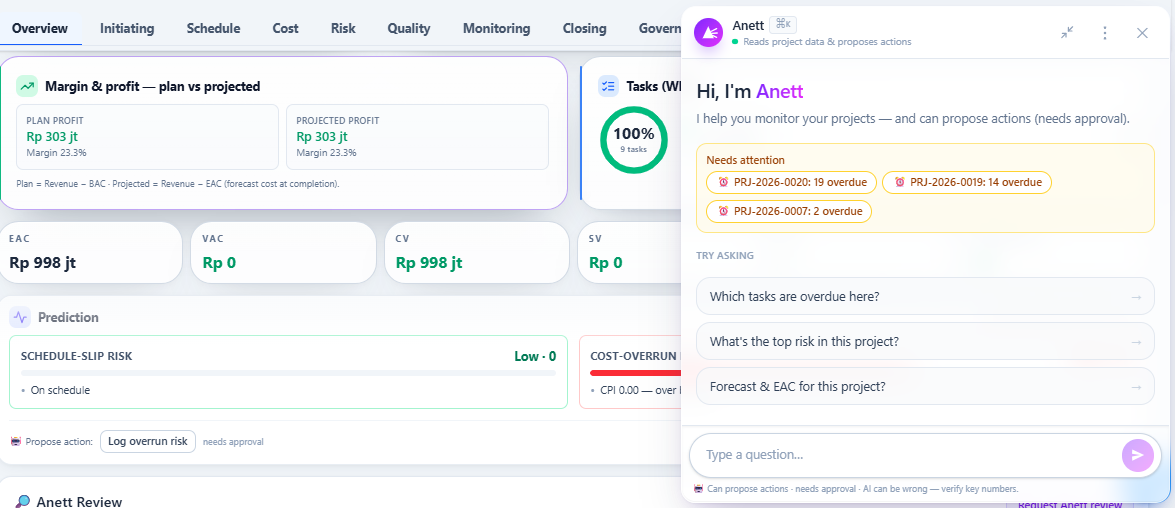 Overview Initiating Schedule Cost Risk Quality Monitoring Closing Govern
Margin & profit — plan vs projected
PLAN PROFIT
Rp 303 jt
Margin 23.3%
PROJECTED PROFIT
Rp 303 jt
Margin 23.3%
Plan = Revenue − BAC · Projected = Revenue − EAC (forecast cost at completion).
Tasks
100%
9 tasks
EAC
Rp 998 jt
VAC
Rp 0
CV
Rp 998 jt
SV
Rp 0
Prediction
SCHEDULE-SLIP RISK
Low · 0
• On schedule
COST-OVERRUN
• CPI 0.00 — over
Propose action: Log overrun risk needs approval
Anett Review
Request Anett review
Anett ⌘K
Reads project data & proposes actions
Hi, I'm Anett
I help you monitor your projects — and can propose actions (needs approval).
Needs attention
PRJ-2026-0020: 19 overdue
PRJ-2026-0019: 14 overdue
PRJ-2026-0007: 2 overdue
TRY ASKING
Which tasks are overdue here? →
What's the top risk in this project? →
Forecast & EAC for this project? →
Type a question...
Can propose actions · needs approval · AI can be wrong — verify key numbers.